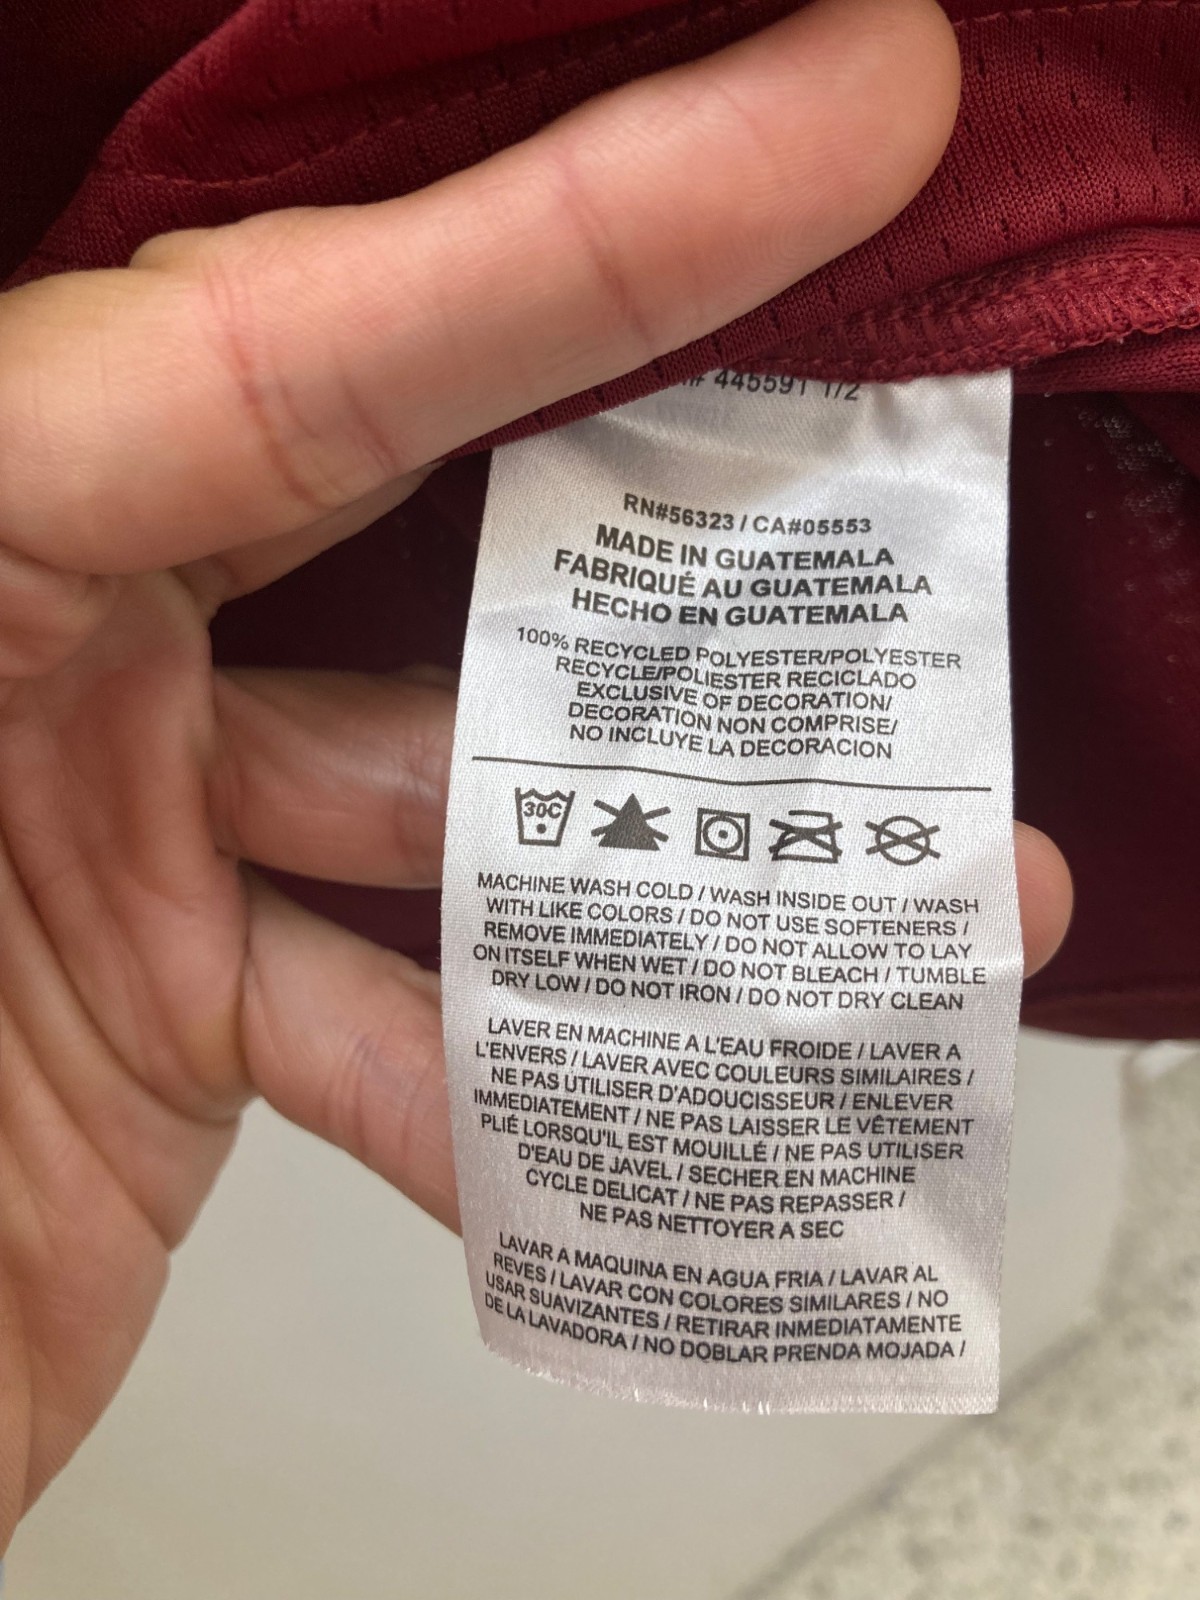 # 445591 1/2
RN#56323 / CA#05553
MADE IN GUATEMALA
FABRIQUÉ AU GUATEMALA
HECHO EN GUATEMALA
100% RECYCLED POLYESTER/POLYESTER
RECYCLE/POLIESTER RECICLADO
EXCLUSIVE OF DECORATION/
DECORATION NON COMPRISE/
NO INCLUYE LA DECORACION
30C
MACHINE WASH COLD / WASH INSIDE OUT / WASH
WITH LIKE COLORS / DO NOT USE SOFTENERS /
REMOVE IMMEDIATELY / DO NOT ALLOW TO LAY
ON ITSELF WHEN WET / DO NOT BLEACH / TUMBLE
DRY LOW / DO NOT IRON / DO NOT DRY CLEAN
LAVER EN MACHINE A L'EAU FROIDE / LAVER A
L'ENVERS / LAVER AVEC COULEURS SIMILAIRES /
NE PAS UTILISER D'ADOUCISSEUR / ENLEVER
IMMEDIATEMENT / NE PAS LAISSER LE VÊTEMENT
PLIÉ LORSQU'IL EST MOUILLÉ / NE PAS UTILISER
D'EAU DE JAVEL / SECHER EN MACHINE
CYCLE DELICAT / NE PAS REPASSER /
NE PAS NETTOYER A SEC
LAVAR A MAQUINA EN AGUA FRIA / LAVAR AL
REVES / LAVAR CON COLORES SIMILARES / NO
USAR SUAVIZANTES / RETIRAR INMEDIATAMENTE
DE LA LAVADORA / NO DOBLAR PRENDA MOJADA /